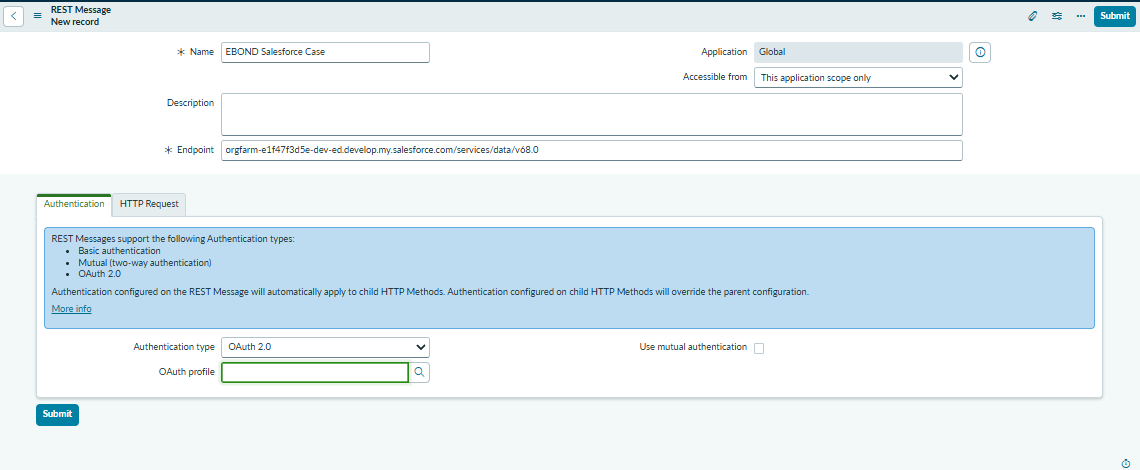 REST Message
New record
Submit
Name EBOND Salesforce Case
Application Global
Accessible from This application scope only
Description
Endpoint orgfarm-e1f47f3d5e-dev-ed.develop.my.salesforce.com/services/data/v68.0
Authentication HTTP Request
REST Messages support the following Authentication types:
• Basic authentication
• Mutual (two-way authentication)
• OAuth 2.0
Authentication configured on the REST Message will automatically apply to child HTTP Methods. Authentication configured on child HTTP Methods will override the parent configuration.
More info
Authentication type OAuth 2.0 Use mutual authentication
OAuth profile
Submit